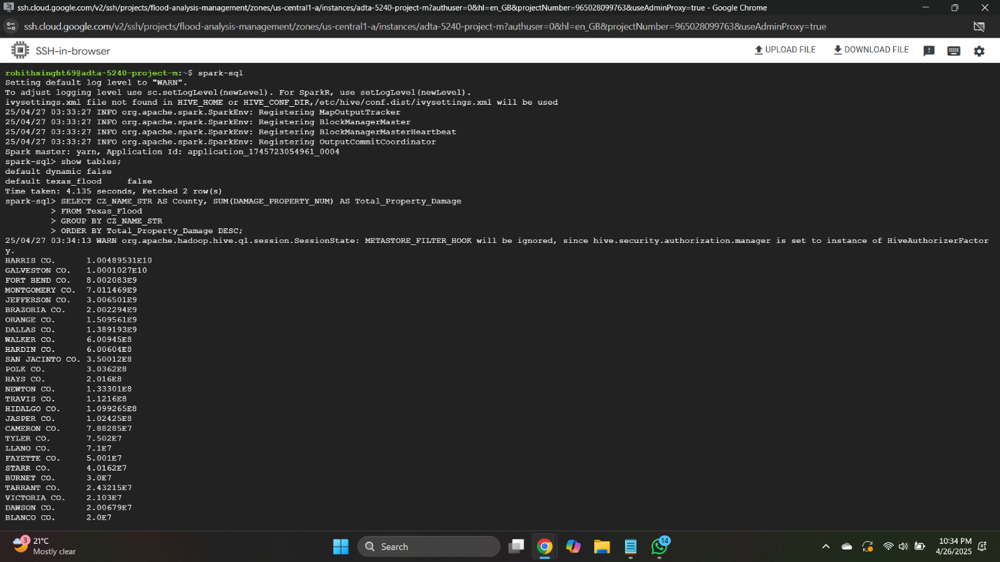 ssh.cloud.google.com/v2/ssh/projects/flood-analysis-management/zones/us-central1-a/instances/adta-5240-project-m?authuser=0&hl=en_GB&projectNumber=965028099763&useAdminProxy=true - Google Chrome
ssh.cloud.google.com/v2/ssh/projects/flood-analysis-management/zones/us-central1-a/instances/adta-5240-project-m?authuser=0&hl=en_GB&projectNumber=965028099763&useAdminProxy=true
SSH-in-browser UPLOAD FILE DOWNLOAD FILE
rohithsinght69@adta-5240-project-m:~$ spark-sql
Setting default log level to "WARN".
To adjust logging level use sc.setLogLevel(newLevel). For SparkR, use setLogLevel(newLevel).
ivysettings.xml file not found in HIVE_HOME or HIVE_CONF_DIR,/etc/hive/conf.dist/ivysettings.xml will be used
25/04/27 03:33:27 INFO org.apache.spark.SparkEnv: Registering MapOutputTracker
25/04/27 03:33:27 INFO org.apache.spark.SparkEnv: Registering BlockManagerMaster
25/04/27 03:33:27 INFO org.apache.spark.SparkEnv: Registering BlockManagerMasterHeartbeat
25/04/27 03:33:27 INFO org.apache.spark.SparkEnv: Registering OutputCommitCoordinator
Spark master: yarn, Application Id: application_1745723054961_0004
spark-sql> show tables;
default dynamic false
default texas_flood false
Time taken: 4.135 seconds, Fetched 2 row(s)
spark-sql> SELECT CZ_NAME_STR AS County, SUM(DAMAGE_PROPERTY_NUM) AS Total_Property_Damage
> FROM Texas_Flood
> GROUP BY CZ_NAME_STR
> ORDER BY Total_Property_Damage DESC;
25/04/27 03:34:13 WARN org.apache.hadoop.hive.ql.session.SessionState: METASTORE_FILTER_HOOK will be ignored, since hive.security.authorization.manager is set to instance of HiveAuthorizerFactor
y.
HARRIS CO. 1.00489531E10
GALVESTON CO. 1.0001027E10
FORT BEND CO. 8.002083E9
MONTGOMERY CO. 7.011469E9
JEFFERSON CO. 3.006501E9
BRAZORIA CO. 2.002294E9
ORANGE CO. 1.509561E9
DALLAS CO. 1.389193E9
WALKER CO. 6.00945E8
HARDIN CO. 6.00604E8
SAN JACINTO CO. 3.50012E8
POLK CO. 3.0362E8
HAYS CO. 2.016E8
NEWTON CO. 1.33301E8
TRAVIS CO. 1.1216E8
HIDALGO CO. 1.099265E8
JASPER CO. 1.02425E8
CAMERON CO. 7.88285E7
TYLER CO. 7.502E7
LLANO CO. 7.1E7
FAYETTE CO. 5.001E7
STARR CO. 4.0162E7
BURNET CO. 3.0E7
TARRANT CO. 2.43215E7
VICTORIA CO. 2.103E7
DAWSON CO. 2.00679E7
BLANCO CO. 2.0E7
3
21°C
Mostly clear
Search
14
10:34 PM
4/26/2025